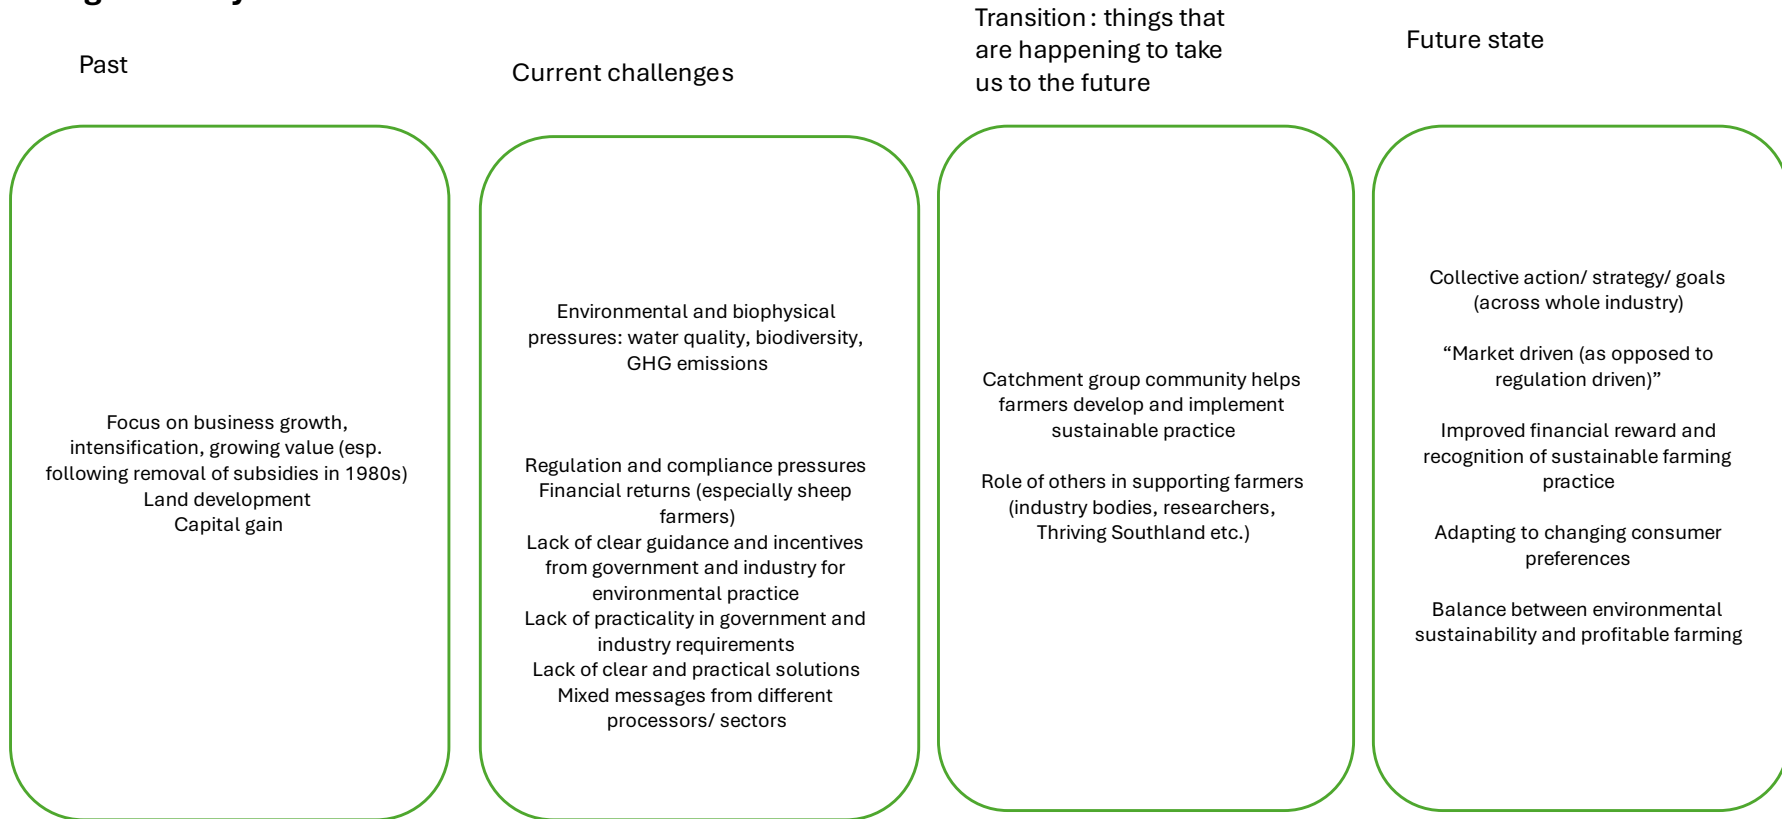 Past
Current challenges
Transition: things that
are happening to take
us to the future
Future state
Focus on business growth,
intensification, growing value (esp.
following removal of subsidies in 1980s)
Land development
Capital gain
Environmental and biophysical
pressures: water quality, biodiversity,
GHG emissions
Regulation and compliance pressures
Financial returns (especially sheep
farmers)
Lack of clear guidance and incentives
from government and industry for
environmental practice
Lack of practicality in government and
industry requirements
Lack of clear and practical solutions
Mixed messages from different
processors/ sectors
Catchment group community helps
farmers develop and implement
sustainable practice
Role of others in supporting farmers
(industry bodies, researchers,
Thriving Southland etc.)
Collective action/ strategy/ goals
(across whole industry)
“Market driven (as opposed to
regulation driven)”
Improved financial reward and
recognition of sustainable farming
practice
Adapting to changing consumer
preferences
Balance between environmental
sustainability and profitable farming